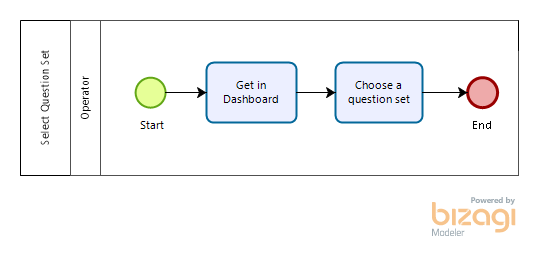 Select Question Set
Operator
Start
Get in
Dashboard
Choose a
question set
End
Powered by
bizagi
Modeler